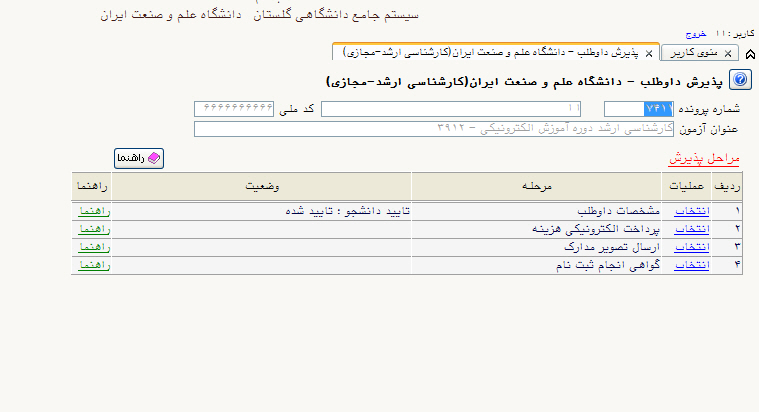 سیستم جامع دانشگاهی گلستان دانشگاه علم و صنعت ایران
کاربر: ۱۱ خروج
منوی کاربر × پذیرش داوطلب - دانشگاه علم و صنعت ایران(کارشناسی ارشد-مجازی) ×
پذیرش داوطلب - دانشگاه علم و صنعت ایران(کارشناسی ارشد-مجازی)
شماره پرونده ۷۴۱۱ ۱۱ کد ملی ۶۶۶۶۶۶۶۶۶۶
عنوان آزمون کارشناسی ارشد دوره آموزش الکترونیکی - ۳۹۱۲
مراحل پذیرش راهنما
ردیف عملیات مرحله وضعیت راهنما
۱ انتخاب مشخصات داوطلب تایید دانشجو : تایید شده راهنما
۲ انتخاب پرداخت الکترونیکی هزینه راهنما
۳ انتخاب ارسال تصویر مدارک راهنما
۴ انتخاب گواهی انجام ثبت نام راهنما